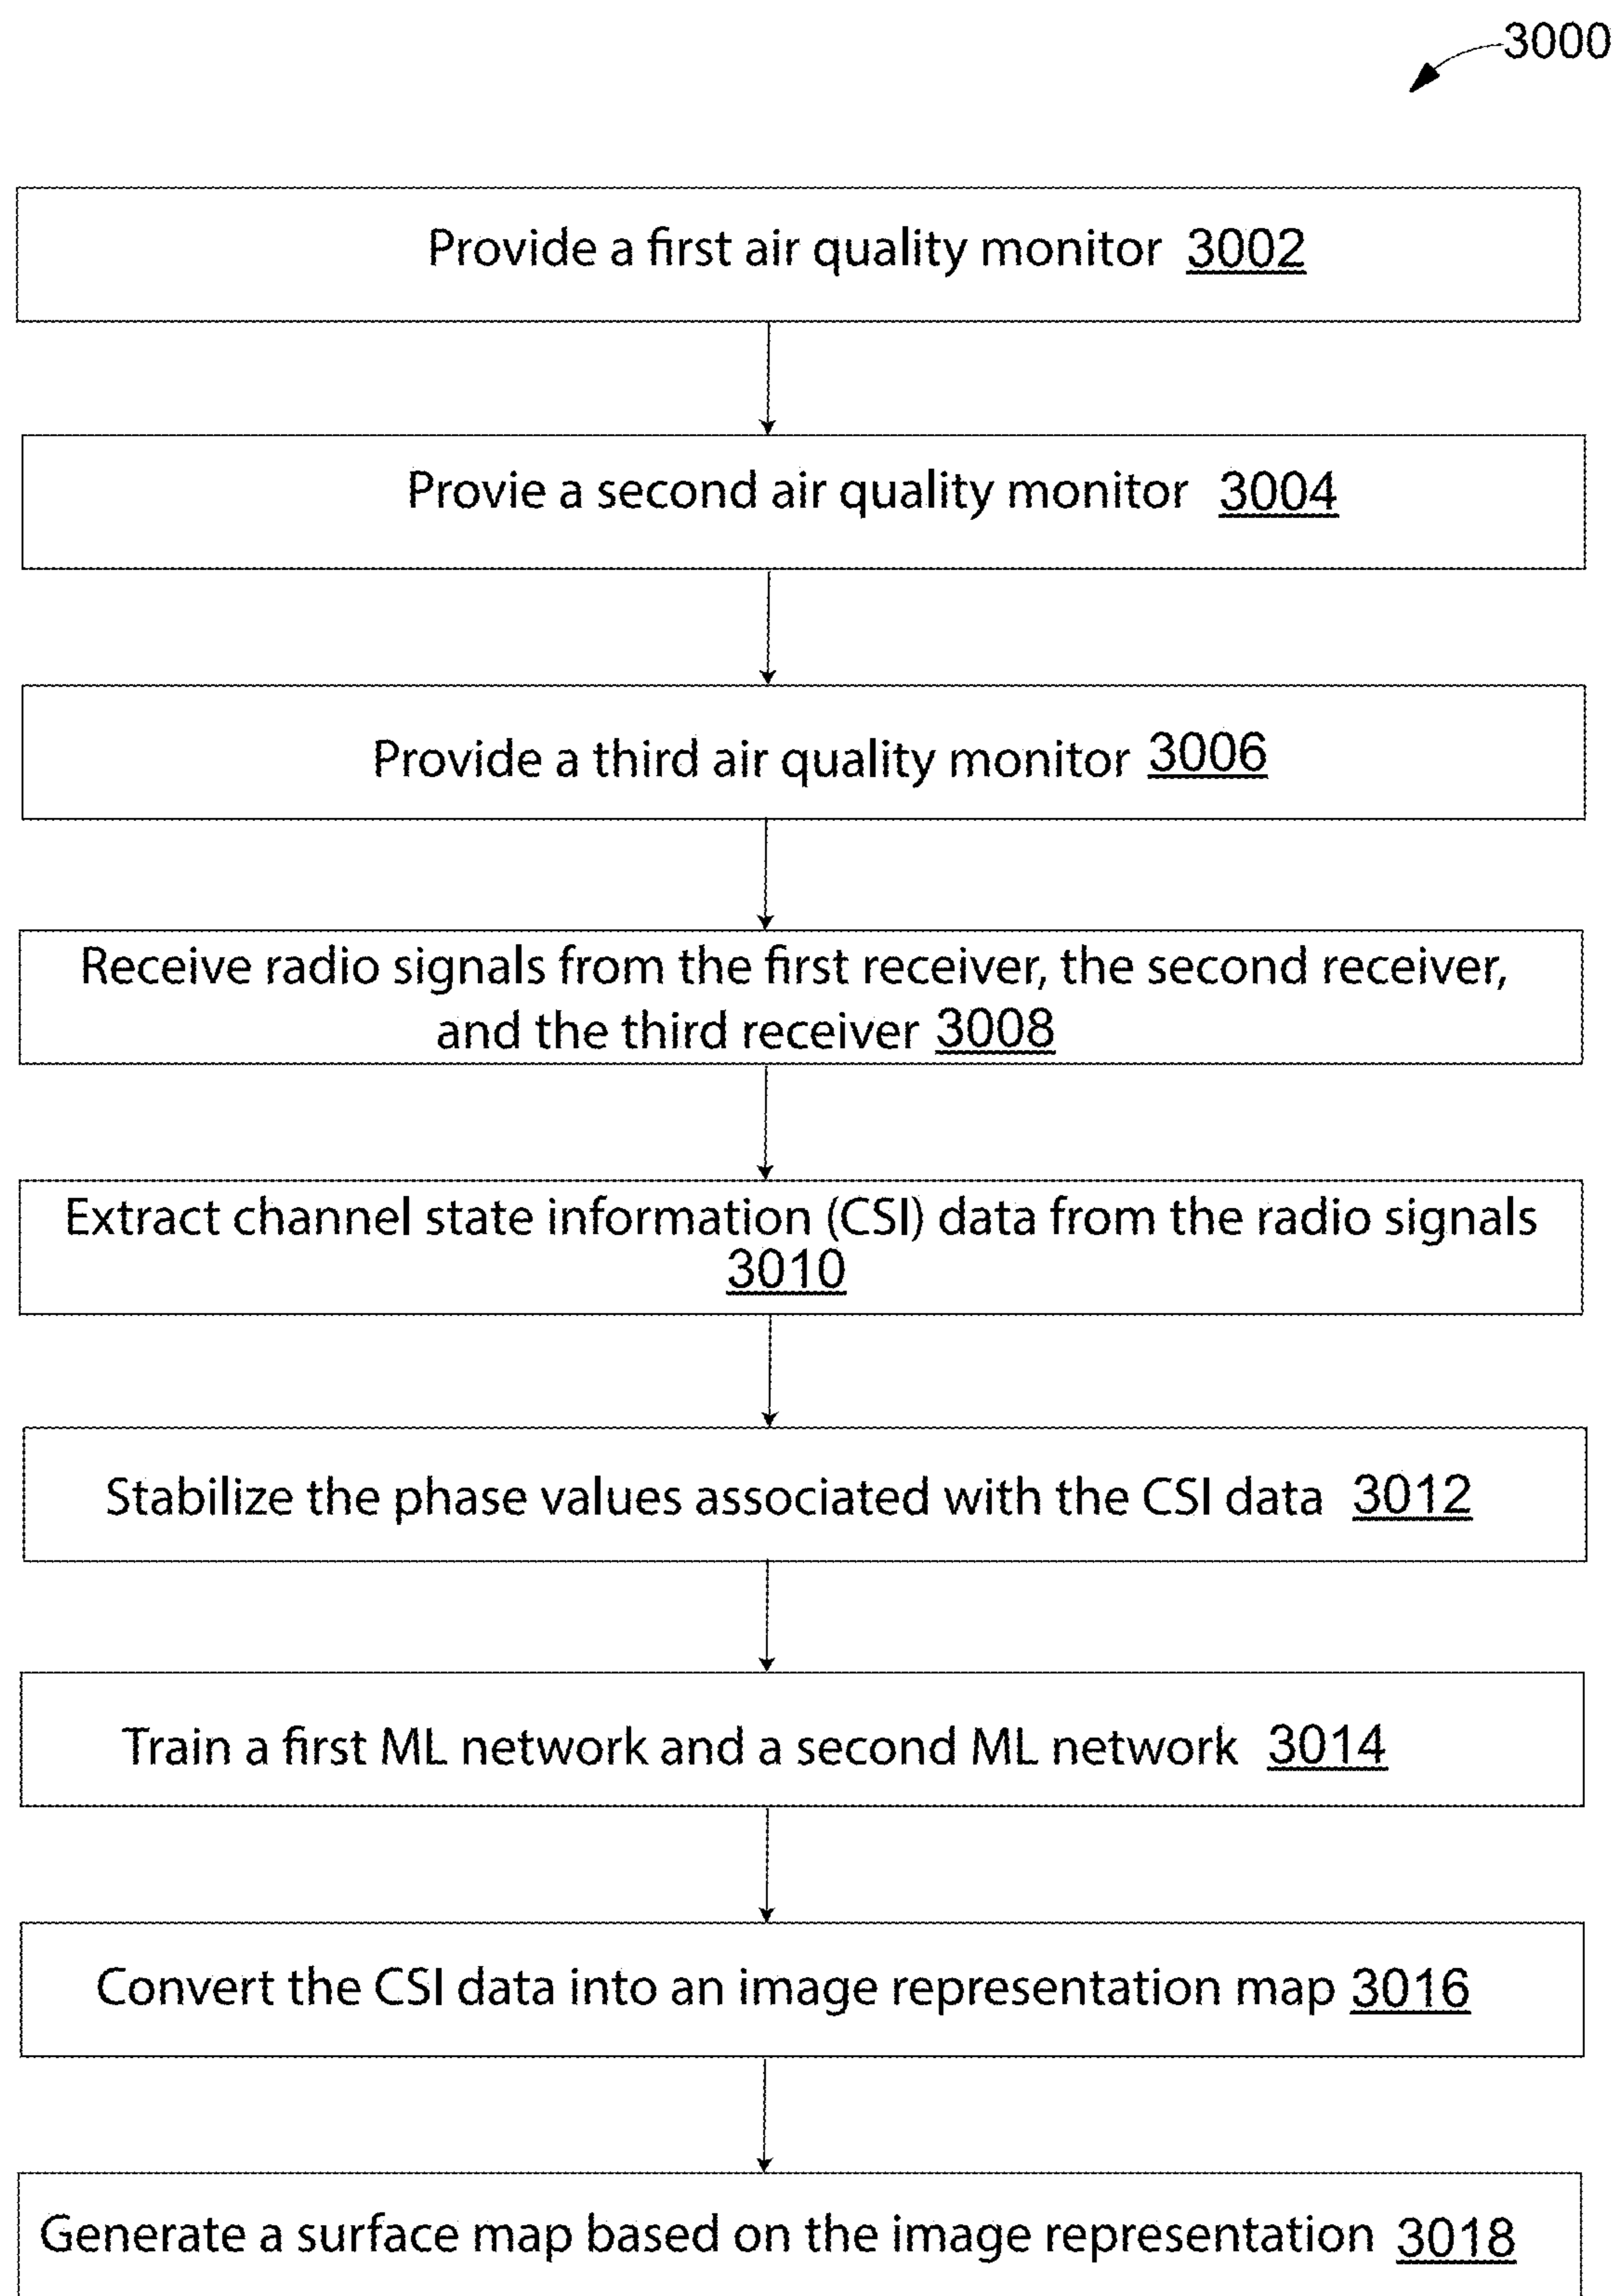 3000
Provide a first air quality monitor 3002
Provie a second air quality monitor 3004
Provide a third air quality monitor 3006
Receive radio signals from the first receiver, the second receiver,
and the third receiver 3008
Extract channel state information (CSI) data from the radio signals
3010
Stabilize the phase values associated with the CSI data 3012
Train a first ML network and a second ML network 3014
Convert the CSI data into an image representation map 3016
Generate a surface map based on the image representation 3018